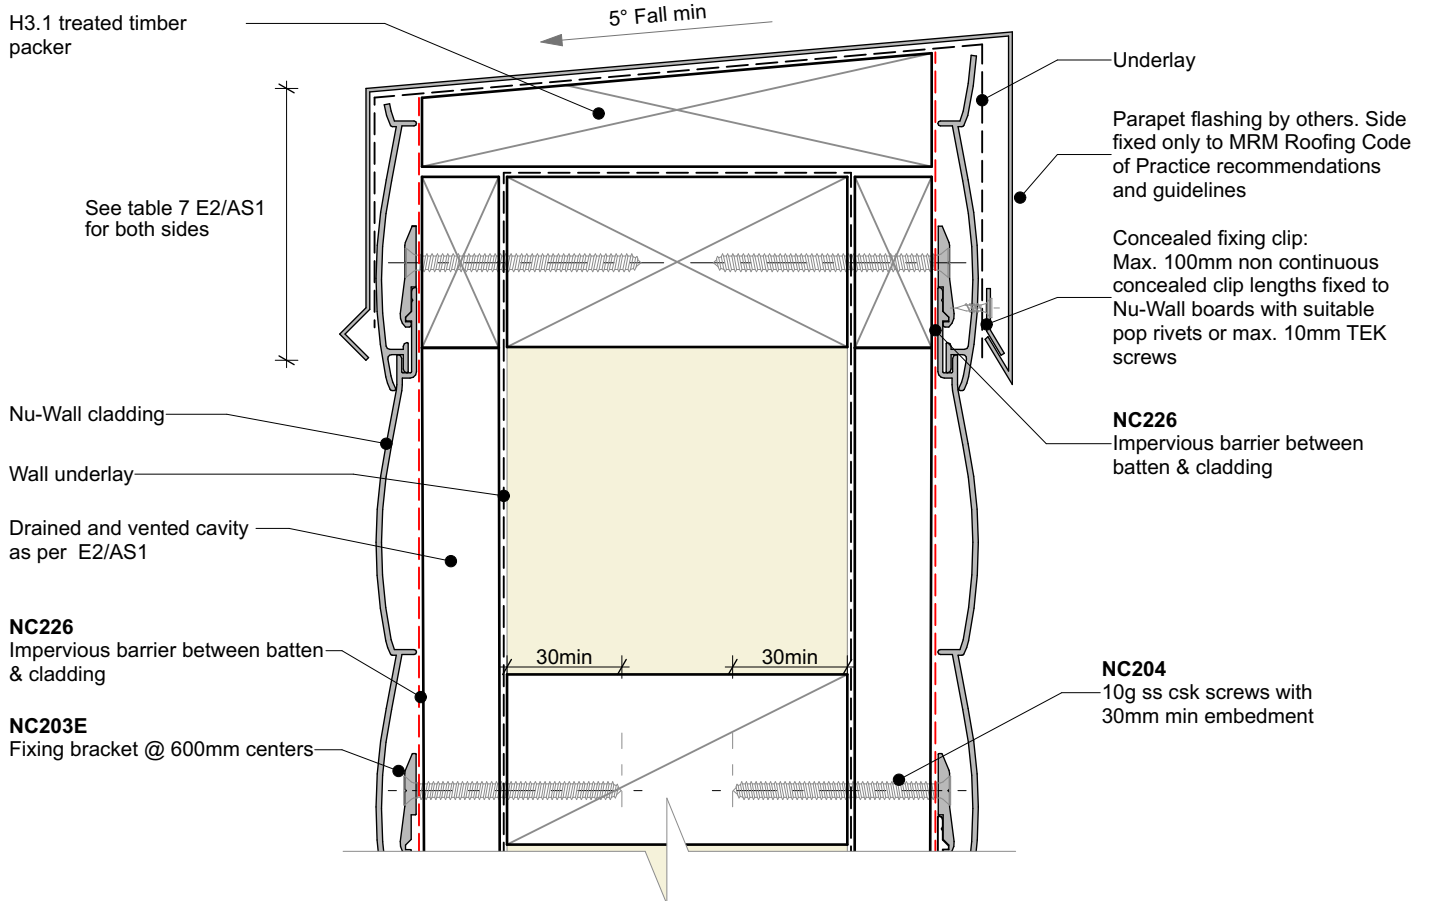 H3.1 treated timber
packer
5° Fall min
See table 7 E2/AS1
for both sides
Nu-Wall cladding
Wall underlay
Drained and vented cavity
as per  E2/AS1
NC226
Impervious barrier between batten
& cladding
NC203E
Fixing bracket @ 600mm centers
30min
30min
Underlay
Parapet flashing by others. Side
fixed only to MRM Roofing Code
of Practice recommendations
and guidelines
Concealed fixing clip:
Max. 100mm non continuous
concealed clip lengths fixed to
Nu-Wall boards with suitable
pop rivets or max. 10mm TEK
screws
NC226
Impervious barrier between
batten & cladding
NC204
10g ss csk screws with
30mm min embedment